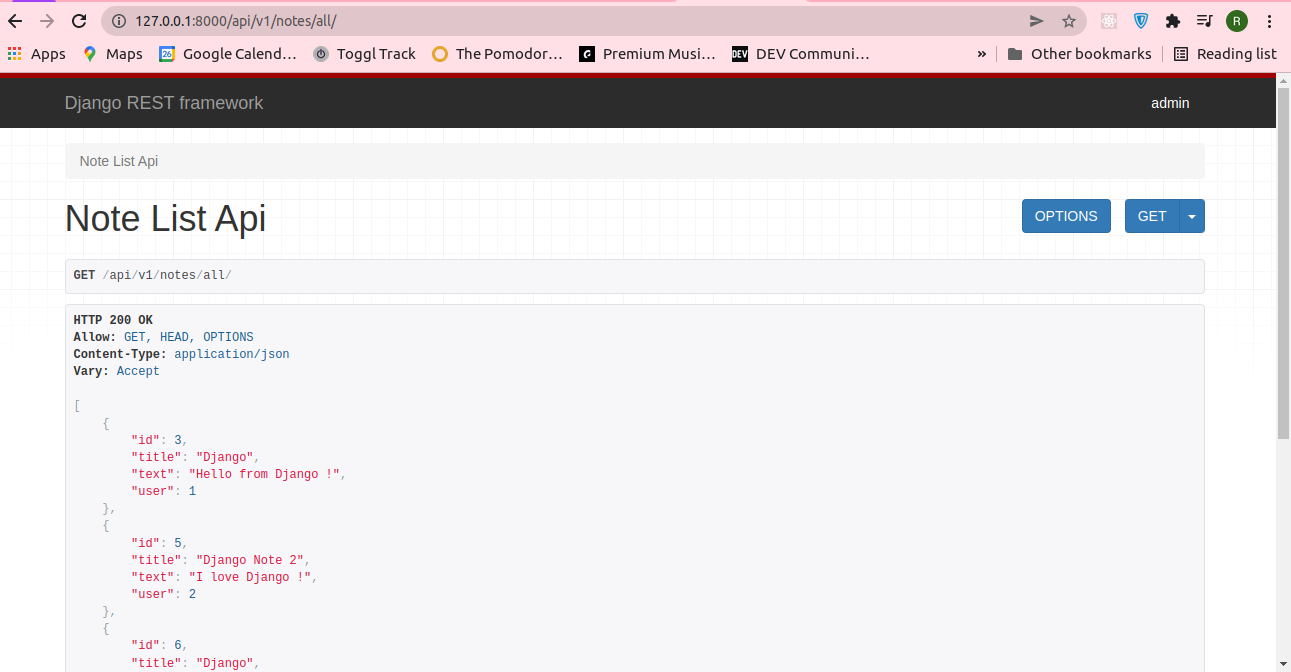 127.0.0.1:8000/api/v1/notes/all/
R
Apps Maps 26 Google Calend... Toggl Track The Pomodor... Premium Musi... DEV DEV Communi... » Other bookmarks Reading list
Django REST framework admin
Note List Api
Note List Api OPTIONS GET
GET /api/v1/notes/all/
HTTP 200 OK
Allow: GET, HEAD, OPTIONS
Content-Type: application/json
Vary: Accept
[
    {
        "id": 3,
        "title": "Django",
        "text": "Hello from Django !",
        "user": 1
    },
    {
        "id": 5,
        "title": "Django Note 2",
        "text": "I love Django !",
        "user": 2
    },
    {
        "id": 6,
        "title": "Django",